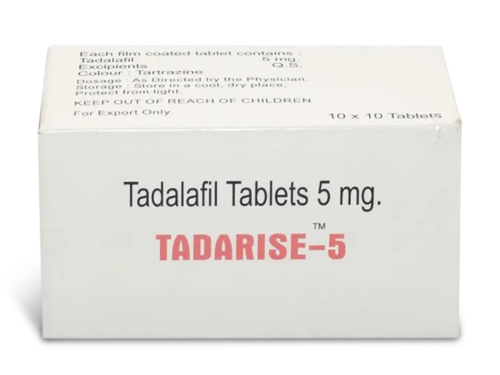 Each film coated tablet contains :
Tadalafil 5 mg.
Excipients Q.S.
Colour : Tartrazine
Dosage : As Directed by the Physician.
Storage : Store in a cool, dry place,
Protect from light.
KEEP OUT OF REACH OF CHILDREN
For Export Only
10 x 10 Tablets
Tadalafil Tablets 5 mg.
TADARISE-5™